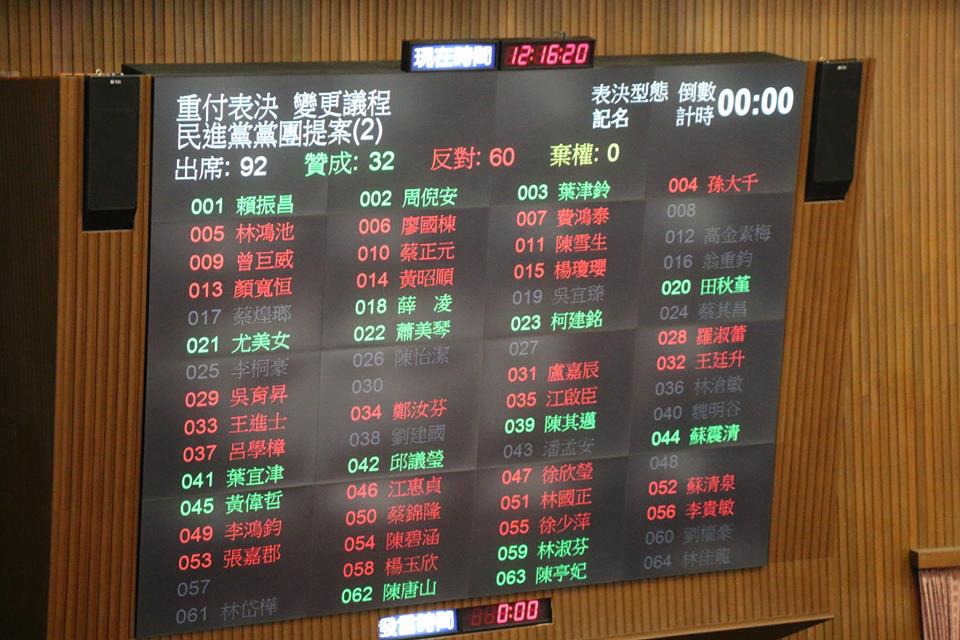 現在時間 12:16:20
重付表決 變更議程
民進黨黨團提案(2)
表決型態 倒數
記名 計時 00:00
出席: 92 贊成: 32 反對: 60 棄權: 0
001 賴振昌 002 周倪安 003 葉津鈴 004 孫大千
005 林鴻池 006 廖國棟 007 費鴻泰 008
009 曾巨威 010 蔡正元 011 陳雪生 012 高金素梅
013 顏寬恒 014 黃昭順 015 楊瓊瓔 016 翁重鈞
017 蔡煌瑯 018 薛 凌 019 吳宜臻 020 田秋堇
021 尤美女 022 蕭美琴 023 柯建銘 024 蔡其昌
025 李桐豪 026 陳怡潔 027 028 羅淑蕾
029 吳育昇 030 031 盧嘉辰 032 王廷升
033 王進士 034 鄭汝芬 035 江啟臣 036 林滄敏
037 呂學樟 038 劉建國 039 陳其邁 040 魏明谷
041 葉宜津 042 邱議瑩 043 潘孟安 044 蘇震清
045 黃偉哲 046 江惠貞 047 徐欣瑩 048
049 李鴻鈞 050 蔡錦隆 051 林國正 052 蘇清泉
053 張嘉郡 054 陳碧涵 055 徐少萍 056 李貴敏
057 058 楊玉欣 059 林淑芬 060 劉櫂豪
061 林岱樺 062 陳唐山 063 陳亭妃 064 林佳龍
發言時間 0:00